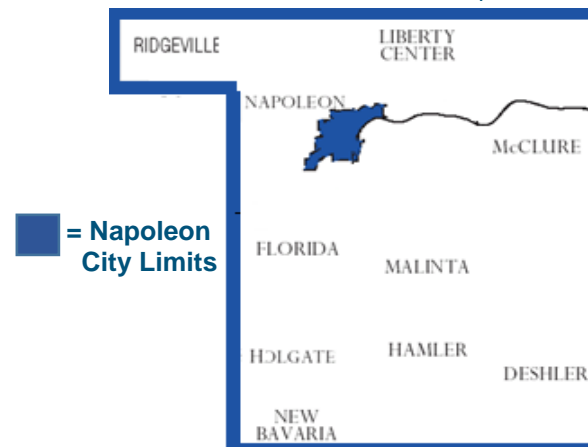 RIDGEVILLE
LIBERTY
CENTER
NAPOLEON
McCLURE
= Napoleon
City Limits
FLORIDA
MALINTA
HOLGATE
HAMLER
DESHLER
NEW
BAVARIA